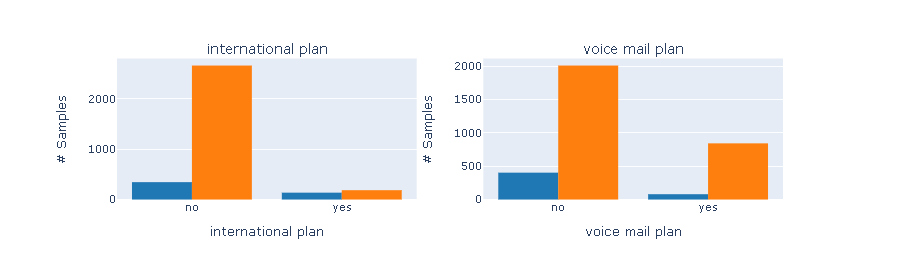 international plan
voice mail plan
# Samples
2000
1000
0
no
yes
international plan
# Samples
2000
1500
1000
500
0
no
yes
voice mail plan